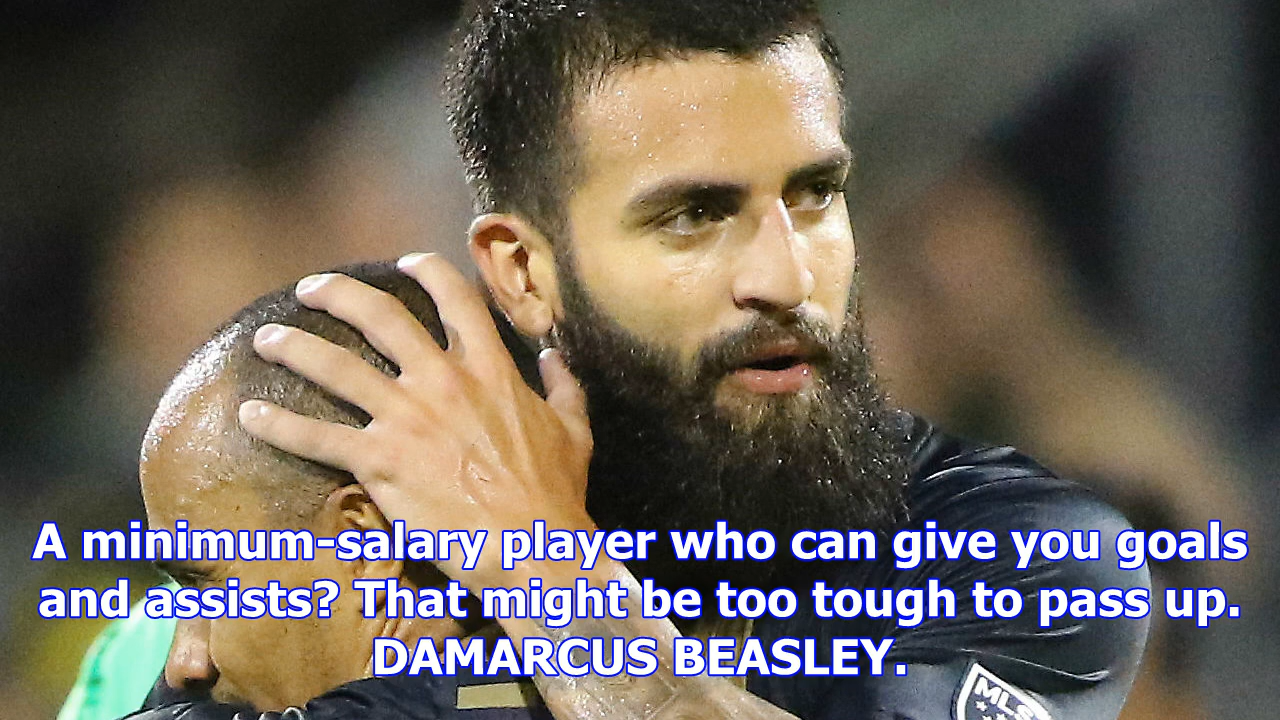 A minimum-salary player who can give you goals
and assists? That might be too tough to pass up.
DAMARCUS BEASLEY.
MLS